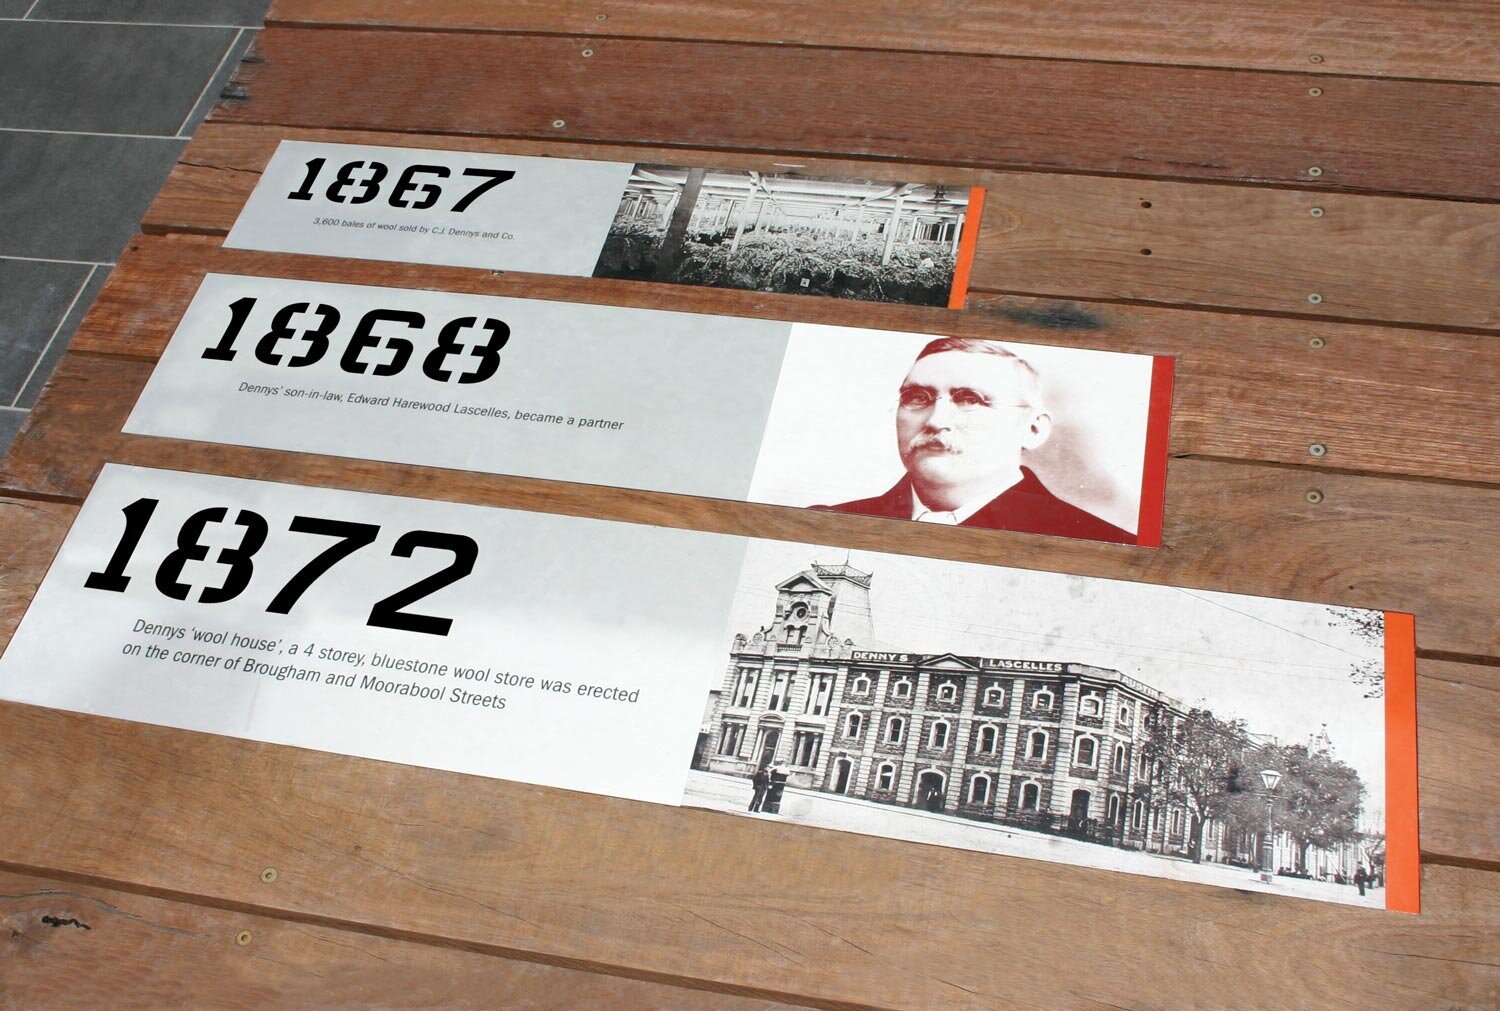 1867
3,600 bales of wool sold by C.J. Dennys and Co.
1868
Dennys' son-in-law, Edward Harewood Lascelles, became a partner
1872
Dennys 'wool house', a 4 storey, bluestone wool store was erected
on the corner of Brougham and Moorabool Streets
DENNYS LASCELLES